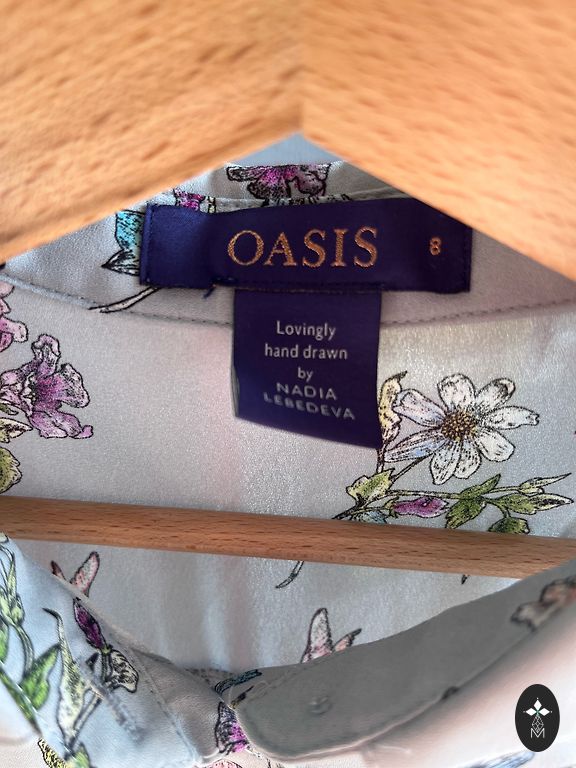 OASIS 8
Lovingly
hand drawn
by
NADIA
LEBEDEVA